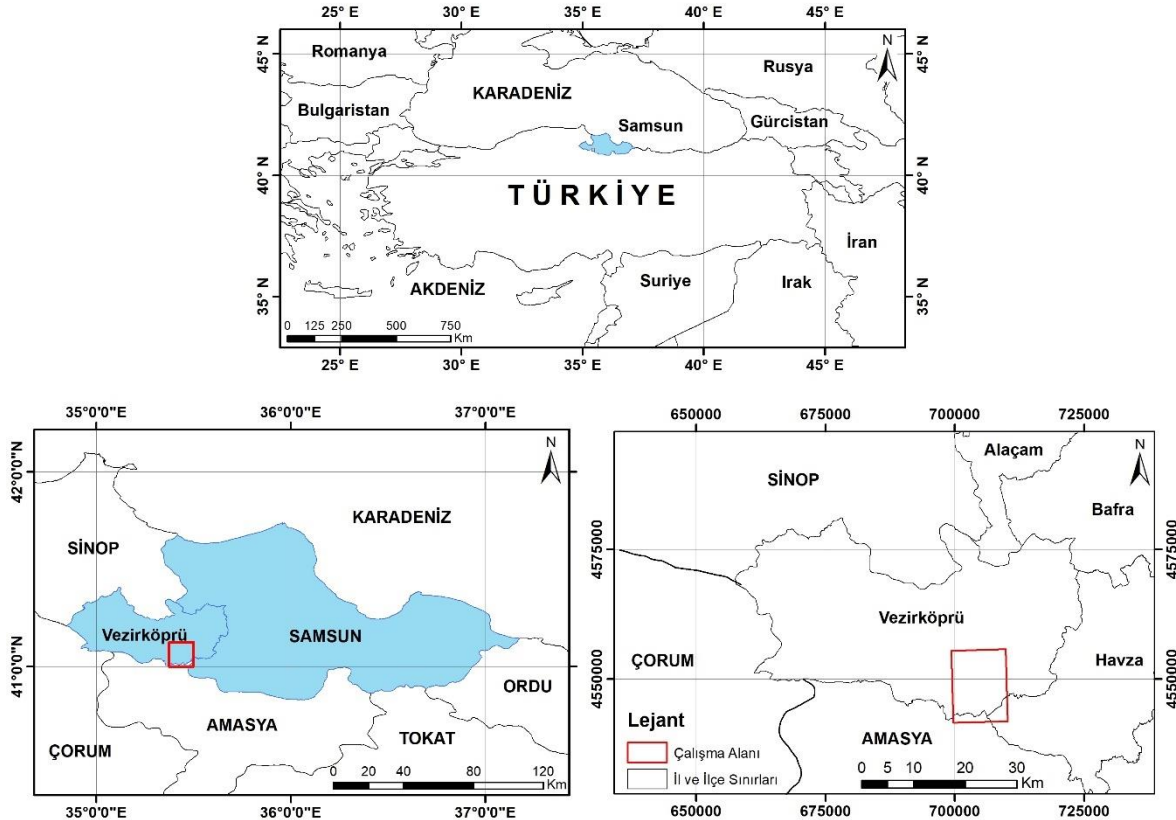 25° E 30° E 35° E 40° E 45° E
45° N 45° N
N
Romanya
Rusya
KARADENİZ
Bulgaristan
Samsun
Gürcistan
40° N 40° N
TÜRKİYE
İran
AKDENİZ
Suriye
Irak
35° N 35° N
0 125 250 500 750
Km
25° E 30° E 35° E 40° E 45° E
35°0'0"E 36°0'0"E 37°0'0"E
N
42°0'0"N 42°0'0"N
KARADENİZ
SİNOP
Vezirköprü
SAMSUN
41°0'0"N 41°0'0"N
ORDU
AMASYA
TOKAT
ÇORUM
0 20 40 80 120
Km
35°0'0"E 36°0'0"E 37°0'0"E
650000 675000 700000 725000
N
Alaçam
SİNOP
Bafra
4575000 4575000
Vezirköprü
ÇORUM
Havza
4550000 4550000
Lejant
AMASYA
Çalışma Alanı
İl ve İlçe Sınırları
0 5 10 20 30
Km
650000 675000 700000 725000